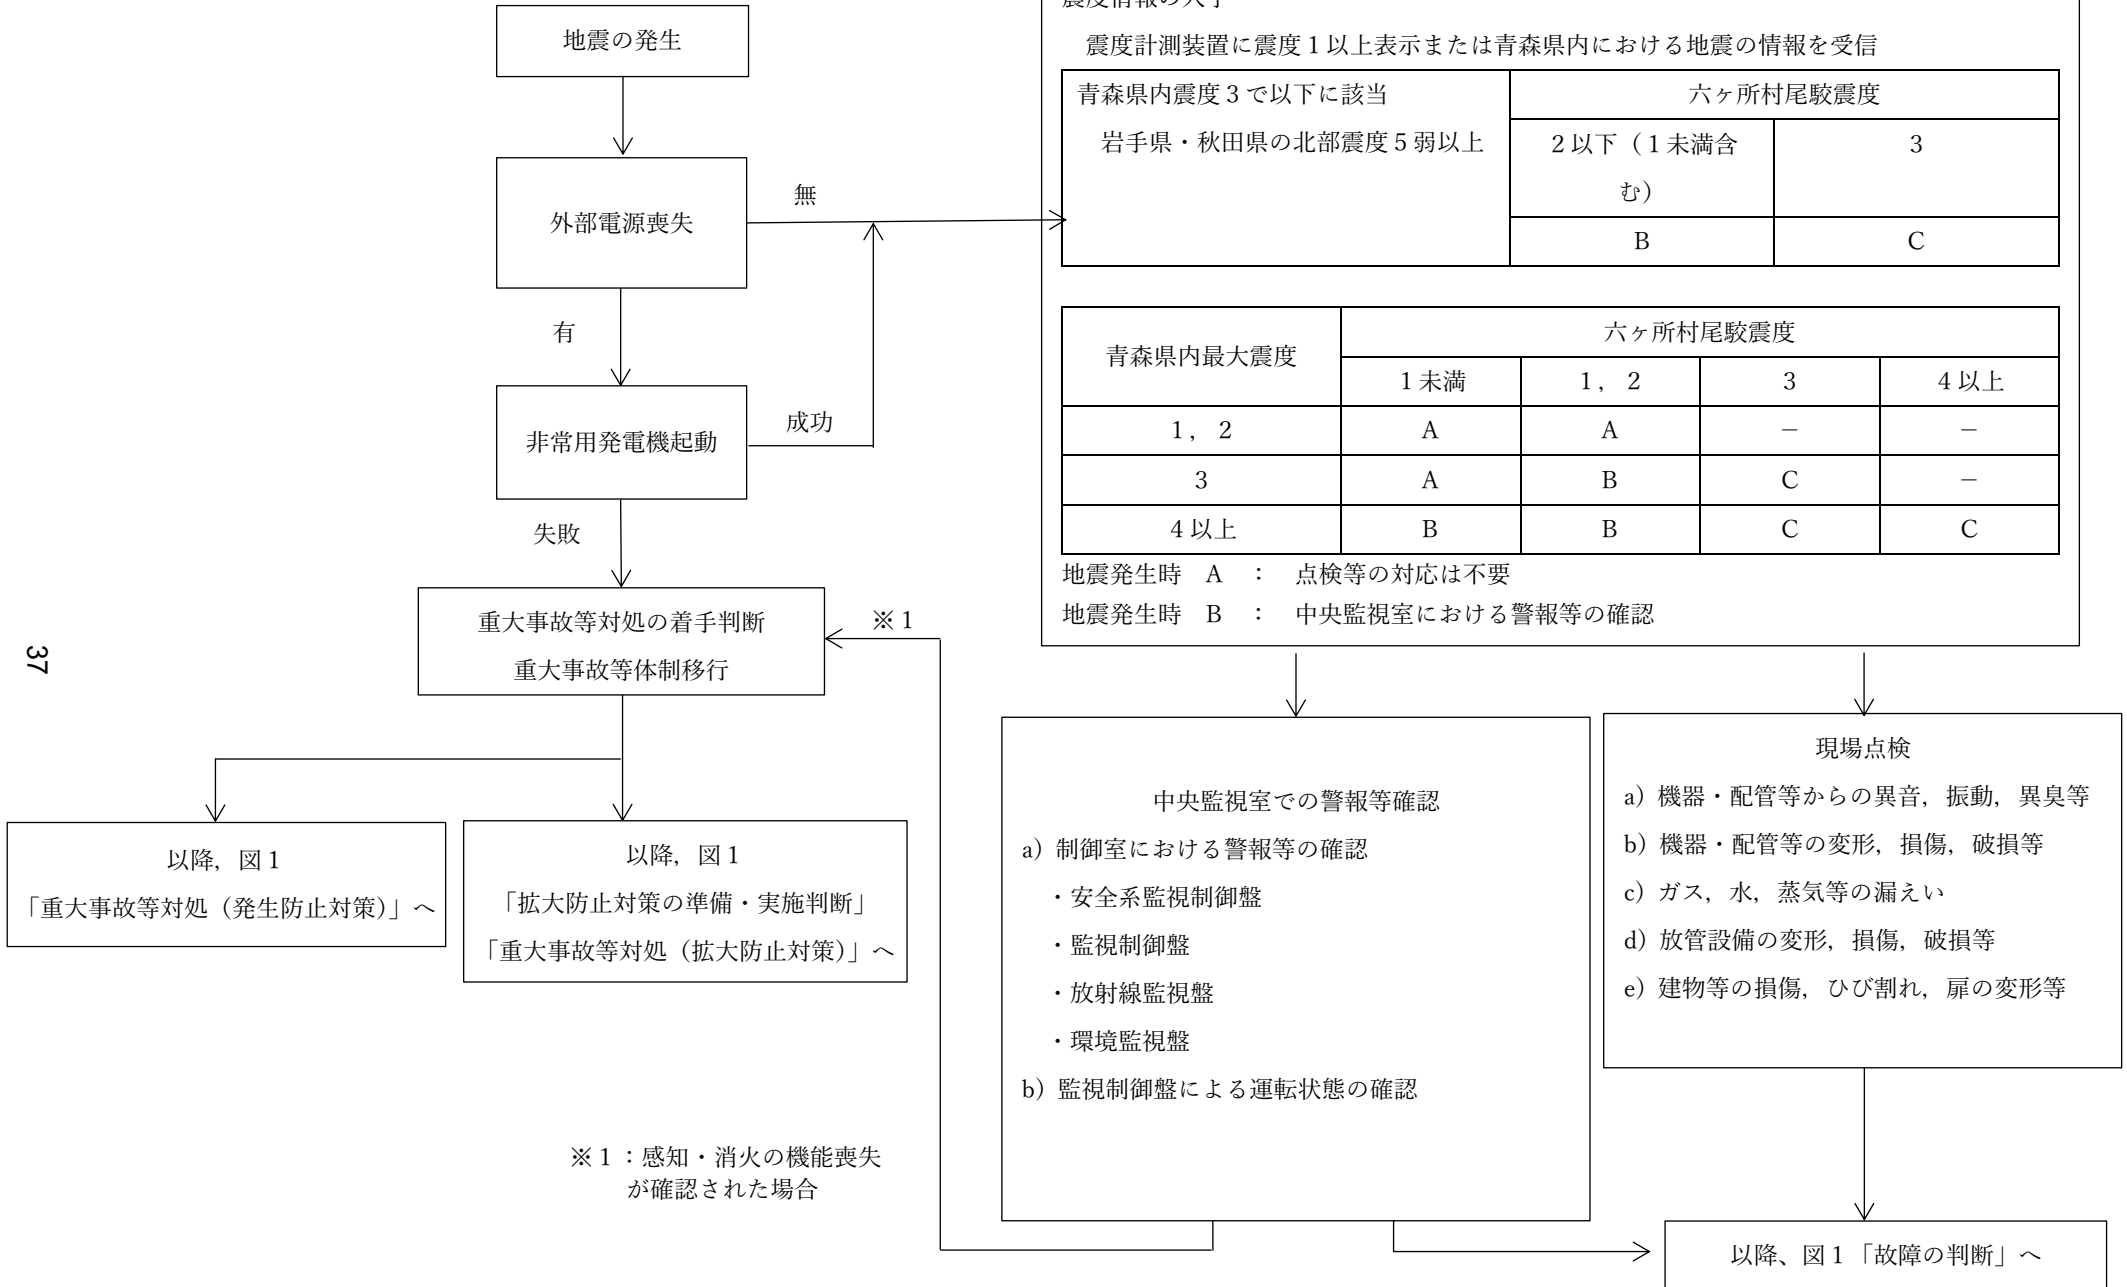 地震の発生
外部電源喪失
無
有
非常用発電機起動
成功
失敗
重大事故等対処の着手判断
重大事故等体制移行
※１
以降，図１
「重大事故等対処（発生防止対策）」へ
以降，図１
「拡大防止対策の準備・実施判断」
「重大事故等対処（拡大防止対策）」へ
※１：感知・消火の機能喪失
が確認された場合
37
震度情報の入手
震度計測装置に震度１以上表示または青森県内における地震の情報を受信
青森県内震度３で以下に該当
岩手県・秋田県の北部震度５弱以上
六ヶ所村尾駮震度
２以下（１未満含
む）
３
B
C
青森県内最大震度
六ヶ所村尾駮震度
１未満
１，２
３
４以上
１，２
A
A
－
－
３
A
B
C
－
４以上
B
B
C
C
地震発生時　A　：　点検等の対応は不要
地震発生時　B　：　中央監視室における警報等の確認
中央監視室での警報等確認
a）制御室における警報等の確認
・安全系監視制御盤
・監視制御盤
・放射線監視盤
・環境監視盤
b）監視制御盤による運転状態の確認
現場点検
a）機器・配管等からの異音，振動，異臭等
b）機器・配管等の変形，損傷，破損等
c）ガス，水，蒸気等の漏えい
d）放管設備の変形，損傷，破損等
e）建物等の損傷，ひび割れ，扉の変形等
以降、図１「故障の判断」へ